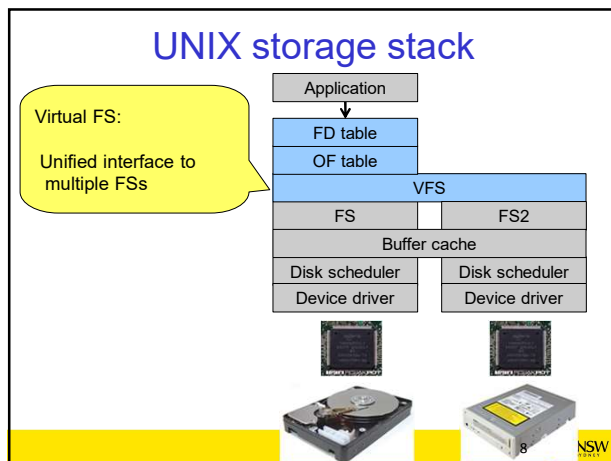 UNIX storage stack
Application
Virtual FS:
Unified interface to
multiple FSs
FD table
OF table
VFS
FS
FS2
Buffer cache
Disk scheduler
Disk scheduler
Device driver
Device driver
8
NSW